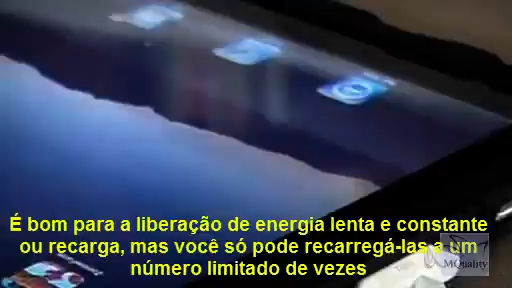 É bom para a liberação de energia lenta e constante
ou recarga, mas você só pode recarregá-las a um
número limitado de vezes
MQuality